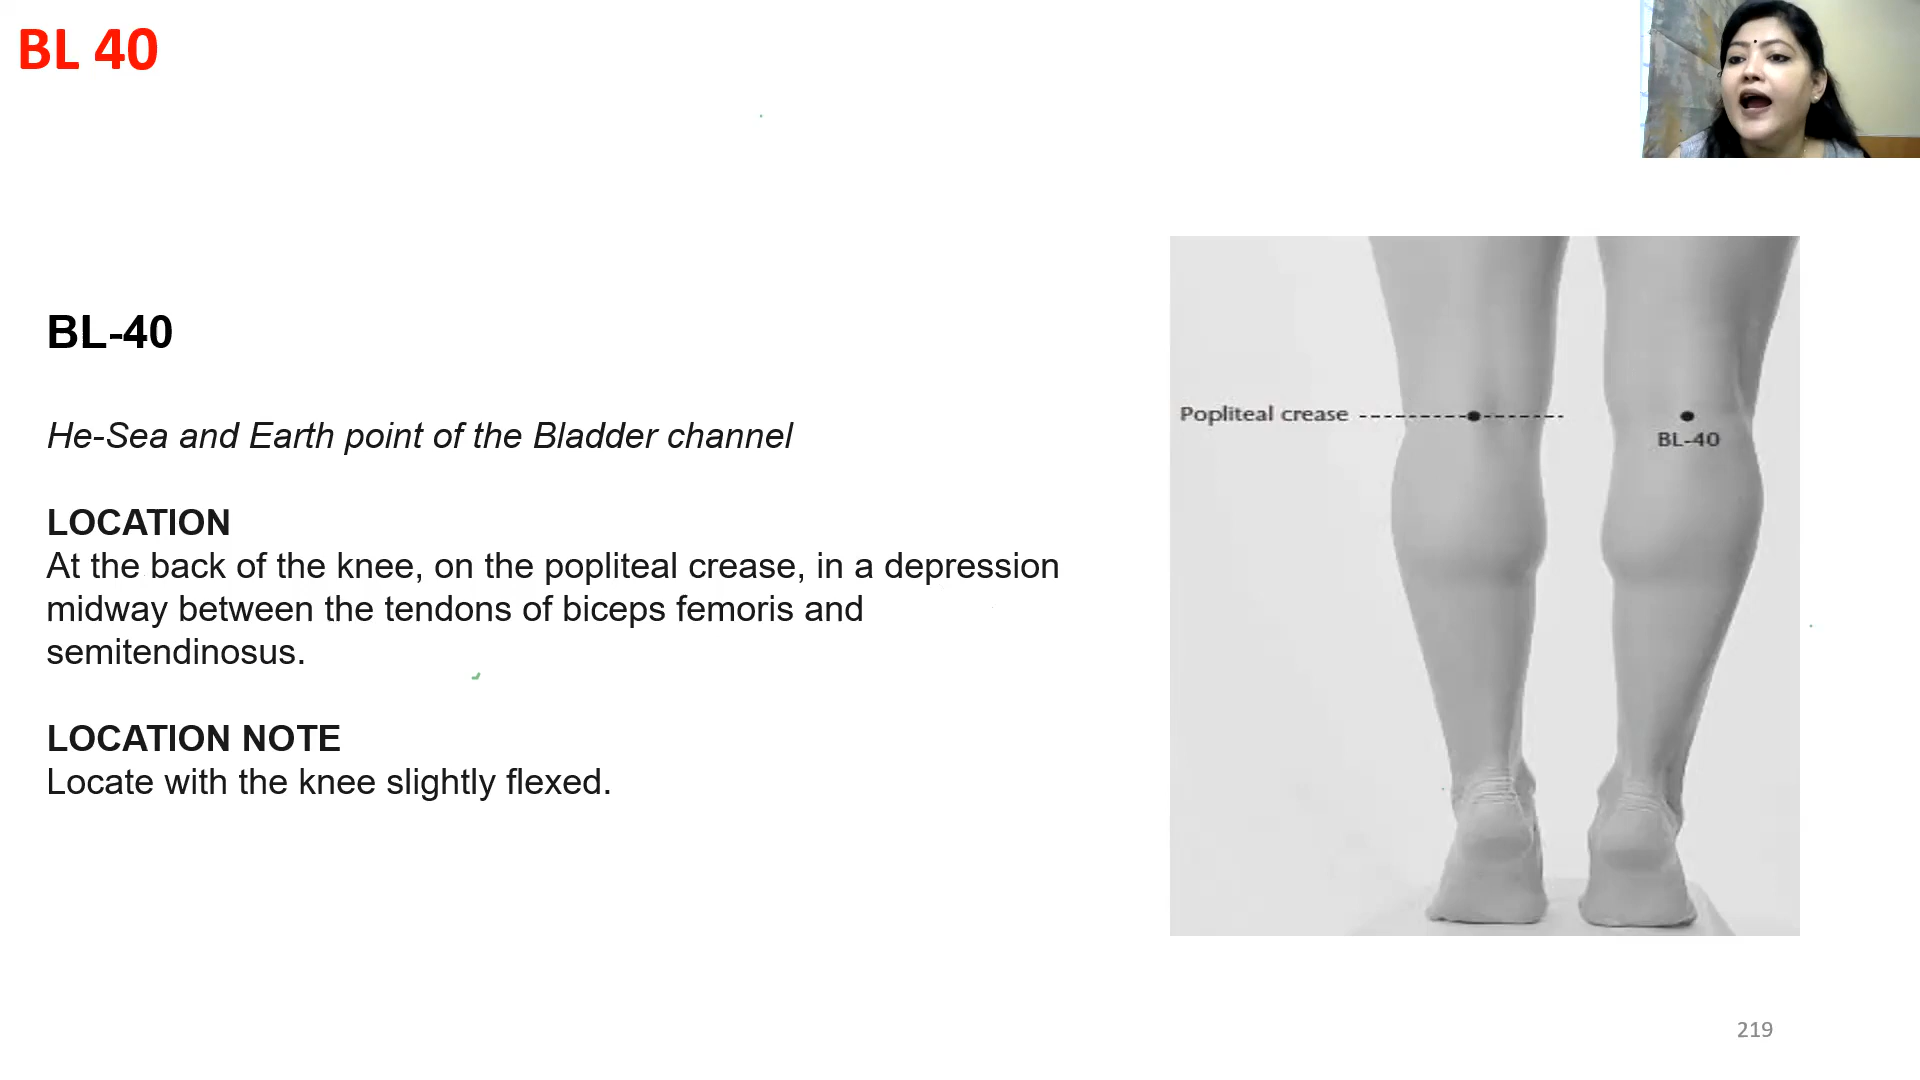 BL 40
BL-40
He-Sea and Earth point of the Bladder channel
LOCATION
At the back of the knee, on the popliteal crease, in a depression
midway between the tendons of biceps femoris and
semitendinosus.
LOCATION NOTE
Locate with the knee slightly flexed.
Popliteal crease
BL-40
219